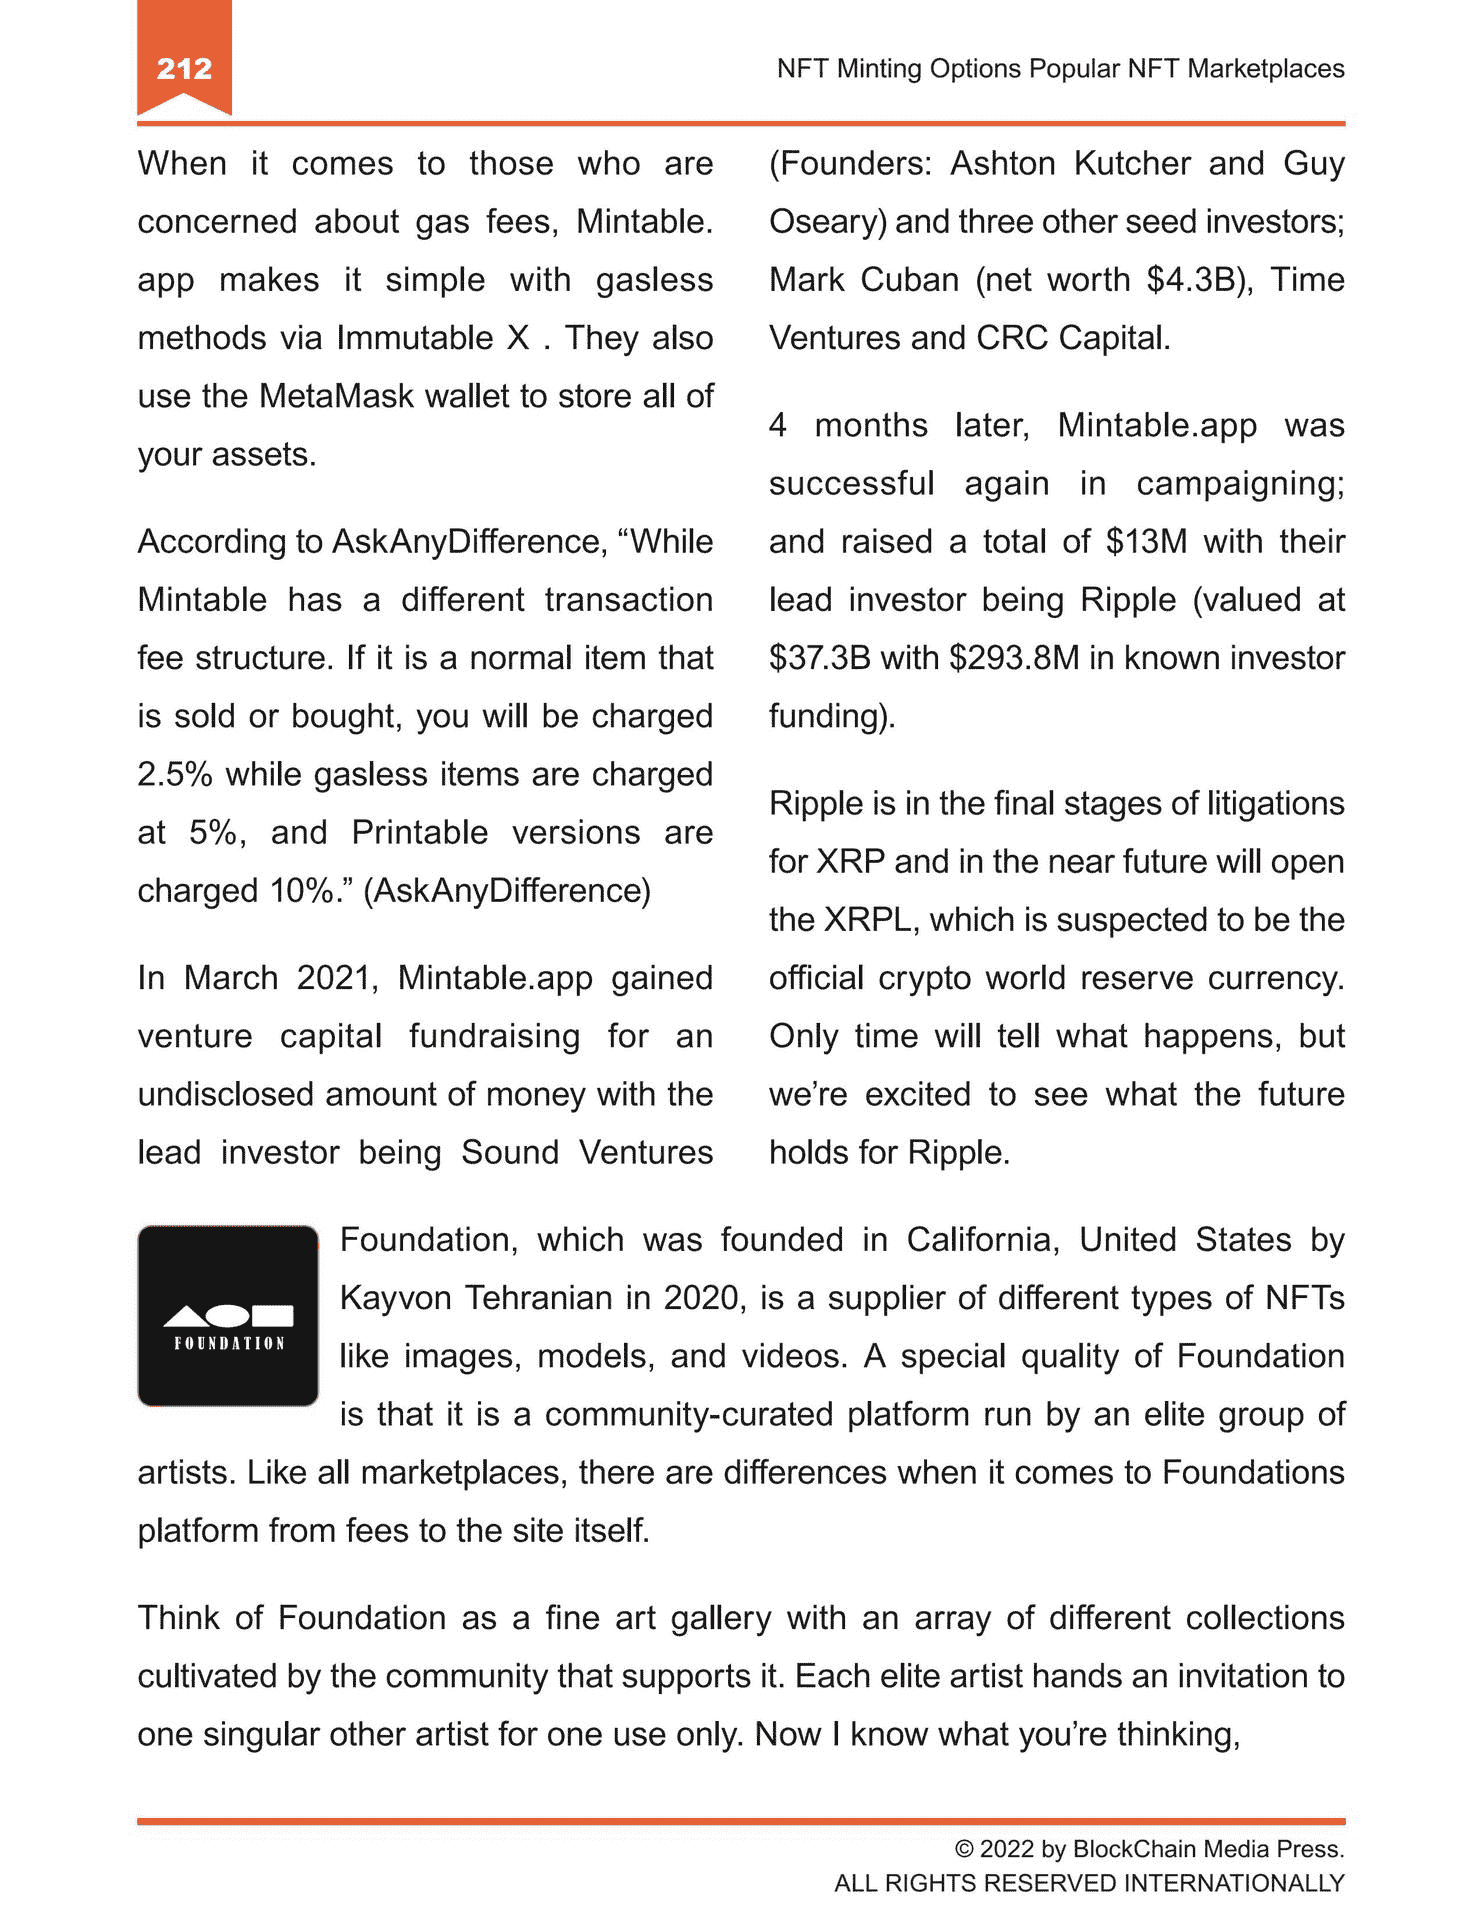 212
NFT Minting Options Popular NFT Marketplaces
When it comes to those who are
concerned about gas fees, Mintable.
app makes it simple with gasless
methods via Immutable X . They also
use the MetaMask wallet to store all of
your assets.
According to AskAnyDifference, “While
Mintable has a different transaction
fee structure. If it is a normal item that
is sold or bought, you will be charged
2.5% while gasless items are charged
at 5%, and Printable versions are
charged 10%.” (AskAnyDifference)
In March 2021, Mintable.app gained
venture capital fundraising for an
undisclosed amount of money with the
lead investor being Sound Ventures
(Founders: Ashton Kutcher and Guy
Oseary) and three other seed investors;
Mark Cuban (net worth $4.3B), Time
Ventures and CRC Capital.
4 months later, Mintable.app was
successful again in campaigning;
and raised a total of $13M with their
lead investor being Ripple (valued at
$37.3B with $293.8M in known investor
funding).
Ripple is in the final stages of litigations
for XRP and in the near future will open
the XRPL, which is suspected to be the
official crypto world reserve currency.
Only time will tell what happens, but
we’re excited to see what the future
holds for Ripple.
FOUNDATION
Foundation, which was founded in California, United States by
Kayvon Tehranian in 2020, is a supplier of different types of NFTs
like images, models, and videos. A special quality of Foundation
is that it is a community-curated platform run by an elite group of
artists. Like all marketplaces, there are differences when it comes to Foundations
platform from fees to the site itself.
Think of Foundation as a fine art gallery with an array of different collections
cultivated by the community that supports it. Each elite artist hands an invitation to
one singular other artist for one use only. Now I know what you’re thinking,
© 2022 by BlockChain Media Press.
ALL RIGHTS RESERVED INTERNATIONALLY